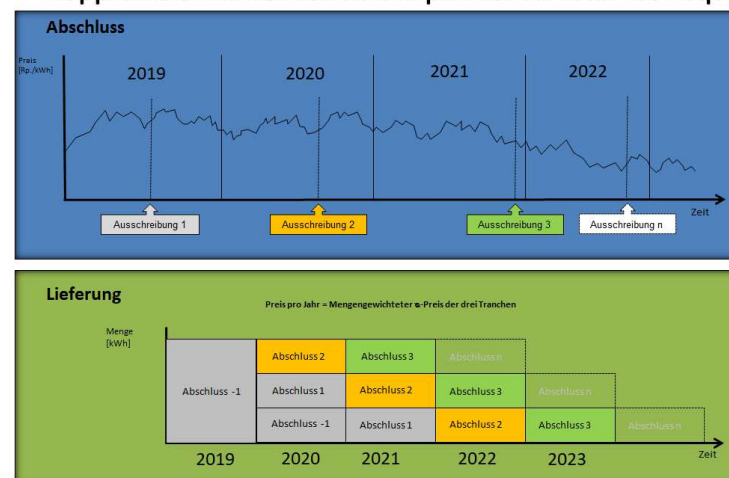 Abschluss
Preis
[Rp./kWh]
2019
2020
2021
2022
Zeit
Ausschreibung 1
Ausschreibung 2
Ausschreibung 3
Ausschreibung n
Lieferung
Preis pro Jahr = Mengengewichteter -Preis der drei Tranchen
Menge
[kWh]
Abschluss 2
Abschluss 3
Abschluss n
Abschluss -1
Abschluss 1
Abschluss 2
Abschluss 3
Abschluss n
Abschluss -1
Abschluss 1
Abschluss 2
Abschluss 3
Abschluss n
2019
2020
2021
2022
2023
Zeit